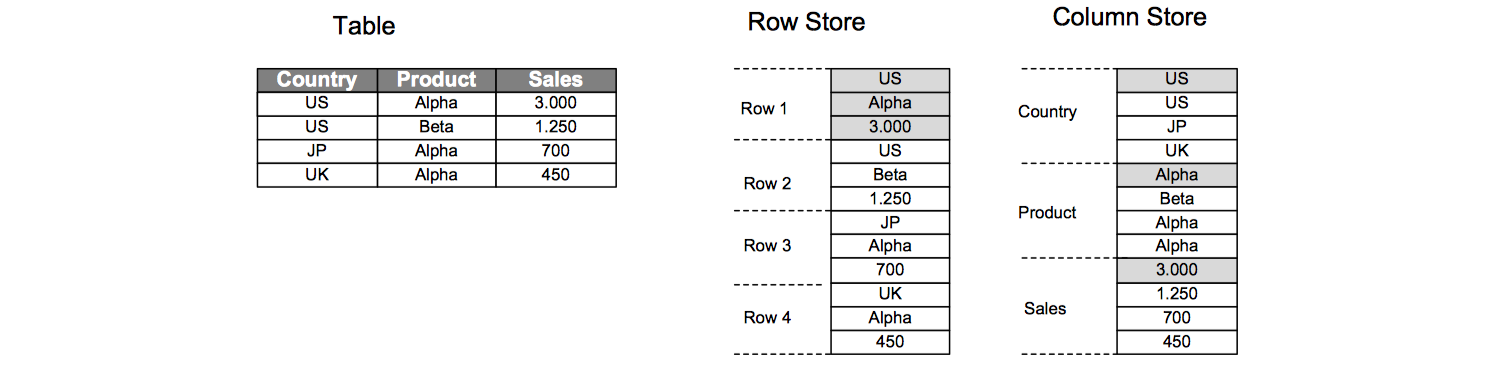 Table
Country Product Sales
US Alpha 3.000
US Beta 1.250
JP Alpha 700
UK Alpha 450
Row Store
Row 1
US
Alpha
3.000
Row 2
US
Beta
1.250
Row 3
JP
Alpha
700
Row 4
UK
Alpha
450
Column Store
Country
US
US
JP
UK
Product
Alpha
Beta
Alpha
Alpha
Sales
3.000
1.250
700
450